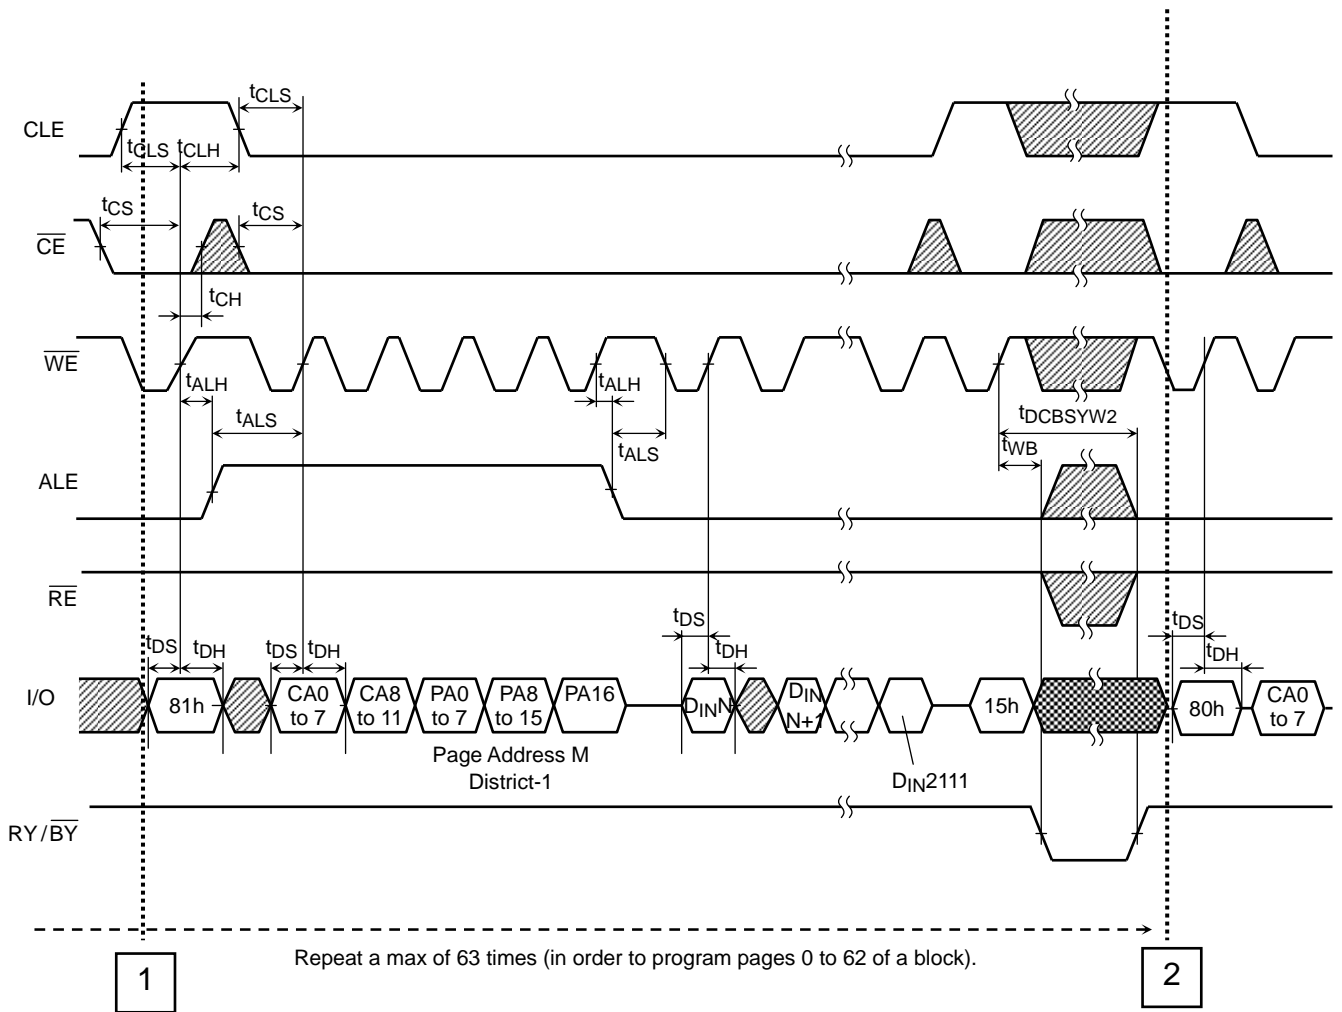 tCLS
CLE
tCLS tCLH
tCS tCS
CE
tCH
WE
tALH tALH
tALS tDCBSYW2
tALS tWB
ALE
RE
tDS tDH tDS tDH tDS tDH tDS tDH
I/O
81h CA0 to 7 CA8 to 11 PA0 to 7 PA8 to 15 PA16 DINN DIN N+1 15h 80h CA0 to 7
Page Address M
District-1
DIN2111
RY/BY
Repeat a max of 63 times (in order to program pages 0 to 62 of a block).
1 2